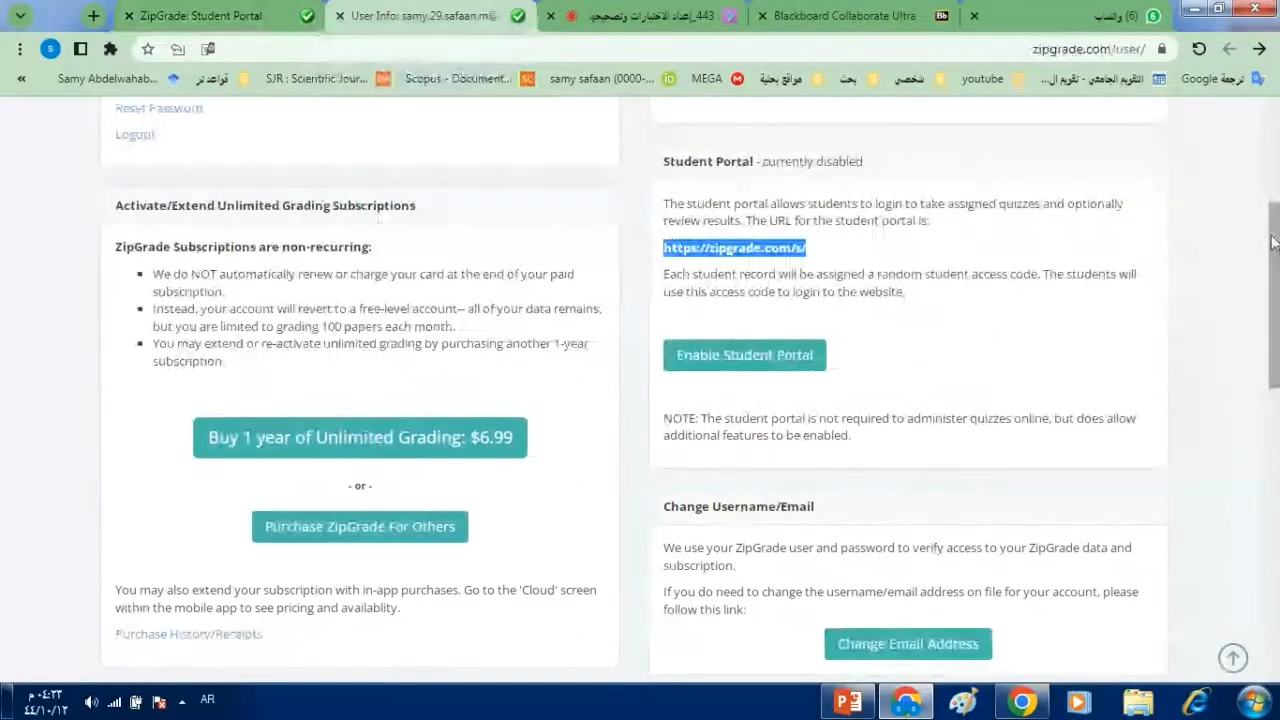 ZipGrade: Student Portal
User Info: samy.29.safaan.m@
443_إعداد الاختبارات وتصحيحها
Blackboard Collaborate Ultra
Bb
(6) واتساب
S
zipgrade.com/user/
«
Samy Abdelwahab...
قواعد تر
SJR : Scientific Jour...
SC
Scopus - Document...
samy safaan (0000-...
iD
MEGA
M
مواقع بحثية
بحث
شخصي
youtube
التقويم الجامعي - تقويم ال...
ترجمة Google
Reset Password
Logout
Activate/Extend Unlimited Grading Subscriptions
ZipGrade Subscriptions are non-recurring:
We do NOT automatically renew or charge your card at the end of your paid
subscription.
Instead, your account will revert to a free-level account-- all of your data remains,
but you are limited to grading 100 papers each month.
You may extend or re-activate unlimited grading by purchasing another 1-year
subscription.
Buy 1 year of Unlimited Grading: $6.99
- or -
Purchase ZipGrade For Others
You may also extend your subscription with in-app purchases. Go to the 'Cloud' screen
within the mobile app to see pricing and availablity.
Purchase History/Receipts
Student Portal - currently disabled
The student portal allows students to login to take assigned quizzes and optionally
review results. The URL for the student portal is:
https://zipgrade.com/s/
Each student record will be assigned a random student access code. The students will
use this access code to login to the website.
Enable Student Portal
NOTE: The student portal is not required to administer quizzes online, but does allow
additional features to be enabled.
Change Username/Email
We use your ZipGrade user and password to verify access to your ZipGrade data and
subscription.
If you do need to change the username/email address on file for your account, please
follow this link:
Change Email Address
٠٤:٢٣ م
٤٤/١٠/١٢
AR